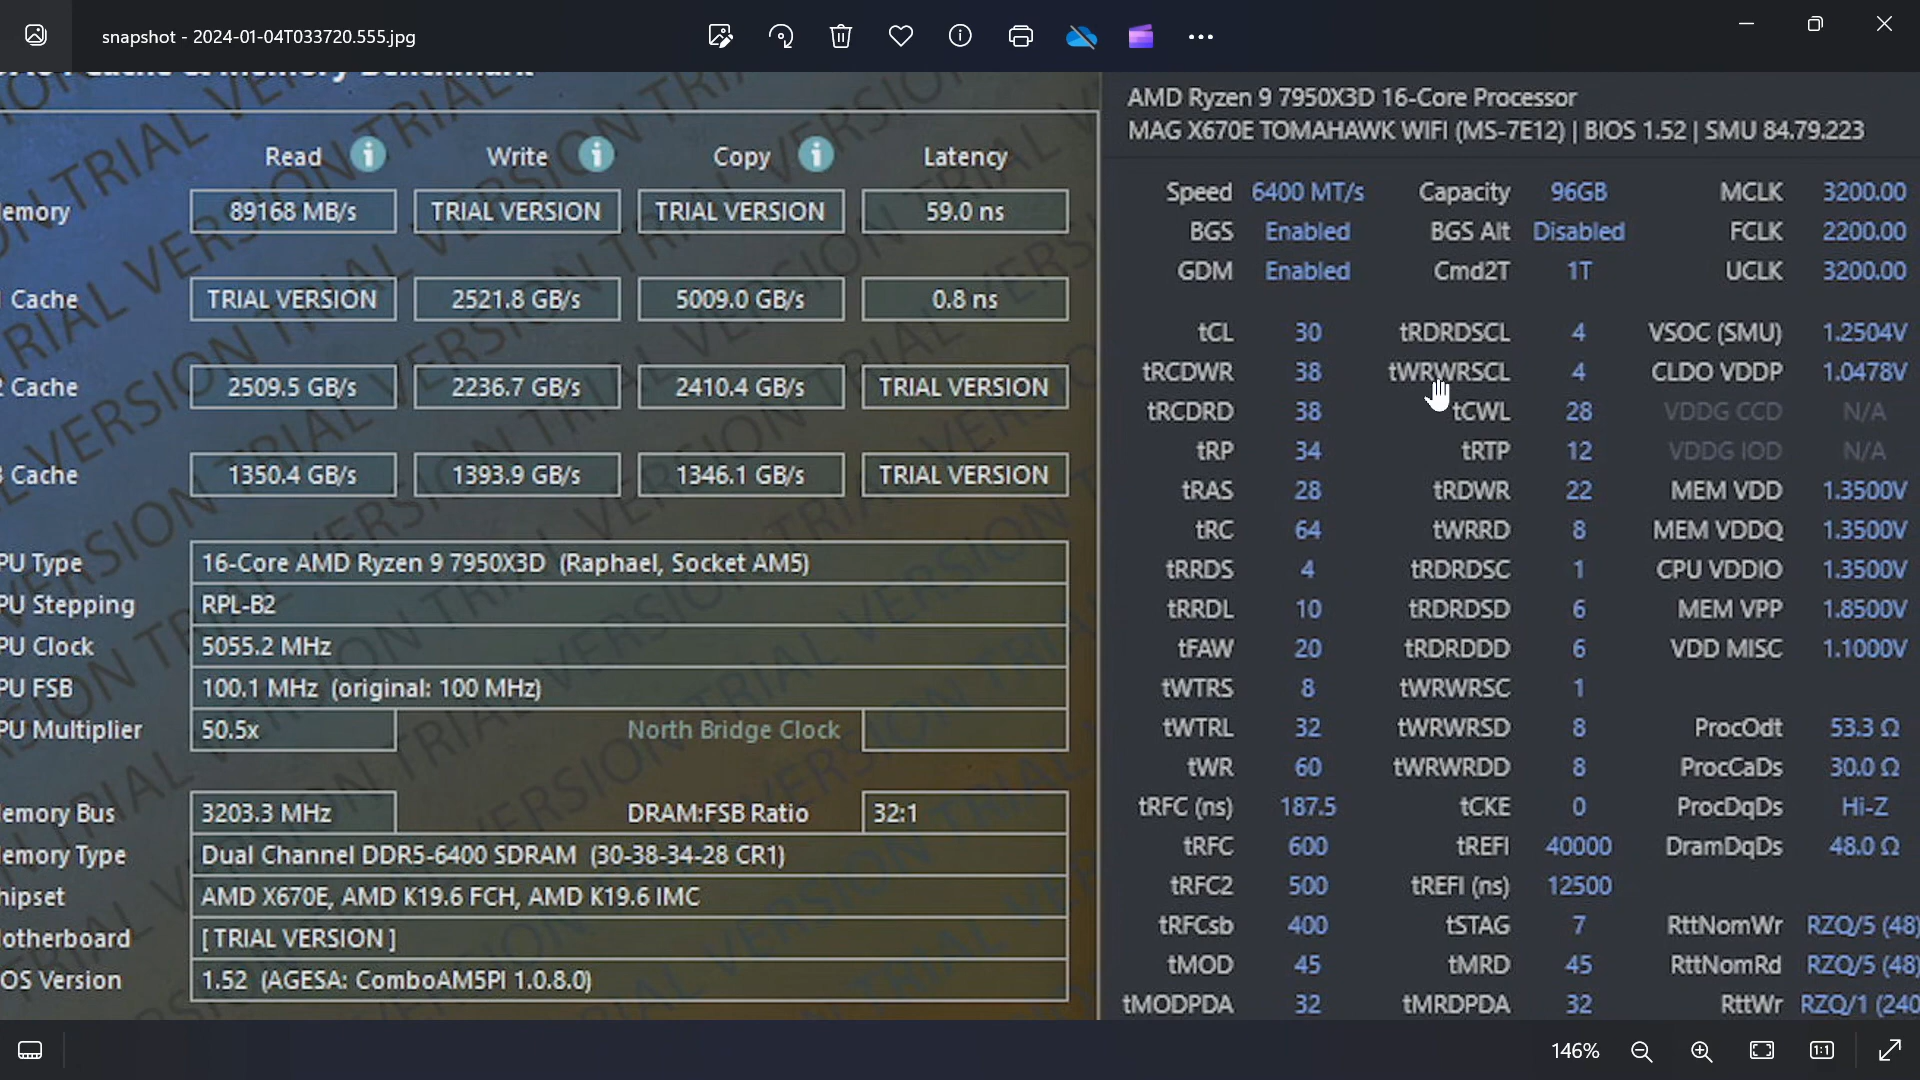 snapshot - 2024-01-04T033720.555.jpg
Cache & Memory Benchmark
Read Write Copy Latency
emory 89168 MB/s TRIAL VERSION TRIAL VERSION 59.0 ns
Cache TRIAL VERSION 2521.8 GB/s 5009.0 GB/s 0.8 ns
Cache 2509.5 GB/s 2236.7 GB/s 2410.4 GB/s TRIAL VERSION
Cache 1350.4 GB/s 1393.9 GB/s 1346.1 GB/s TRIAL VERSION
PU Type 16-Core AMD Ryzen 9 7950X3D (Raphael, Socket AM5)
PU Stepping RPL-B2
PU Clock 5055.2 MHz
PU FSB 100.1 MHz (original: 100 MHz)
PU Multiplier 50.5x North Bridge Clock
emory Bus 3203.3 MHz DRAM:FSB Ratio 32:1
emory Type Dual Channel DDR5-6400 SDRAM (30-38-34-28 CR1)
hipset AMD X670E, AMD K19.6 FCH, AMD K19.6 IMC
otherboard [ TRIAL VERSION ]
OS Version 1.52 (AGESA: ComboAM5PI 1.0.8.0)
AMD Ryzen 9 7950X3D 16-Core Processor
MAG X670E TOMAHAWK WIFI (MS-7E12) | BIOS 1.52 | SMU 84.79.223
Speed 6400 MT/s Capacity 96GB MCLK 3200.00
BGS Enabled BGS Alt Disabled FCLK 2200.00
GDM Enabled Cmd2T 1T UCLK 3200.00
tCL 30 tRDRDSCL 4 VSOC (SMU) 1.2504V
tRCDWR 38 tWRWRSCL 4 CLDO VDDP 1.0478V
tRCDRD 38 tCWL 28 VDDG CCD N/A
tRP 34 tRTP 12 VDDG IOD N/A
tRAS 28 tRDWR 22 MEM VDD 1.3500V
tRC 64 tWRRD 8 MEM VDDQ 1.3500V
tRRDS 4 tRDRDSC 1 CPU VDDIO 1.3500V
tRRDL 10 tRDRDSD 6 MEM VPP 1.8500V
tFAW 20 tRDRDDD 6 VDD MISC 1.1000V
tWTRS 8 tWRWRSC 1
tWTRL 32 tWRWRSD 8 ProcOdt 53.3 Ω
tWR 60 tWRWRDD 8 ProcCaDs 30.0 Ω
tRFC (ns) 187.5 tCKE 0 ProcDqDs Hi-Z
tRFC 600 tREFI 40000 DramDqDs 48.0 Ω
tRFC2 500 tREFI (ns) 12500
tRFCsb 400 tSTAG 7 RttNomWr RZQ/5 (48)
tMOD 45 tMRD 45 RttNomRd RZQ/5 (48)
tMODPDA 32 tMRDPDA 32 RttWr RZQ/1 (240
146% 1:1